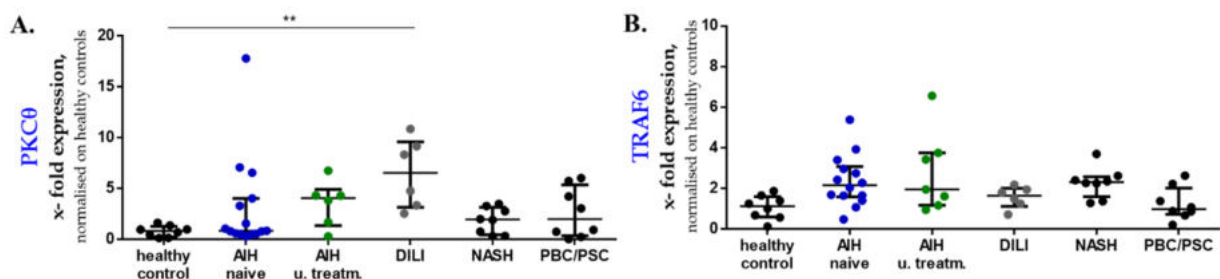 A.
PKCθ
x- fold expression,
normalised on healthy controls
**
20
15
10
5
0
healthy
control
AIH
naive
AIH
u. treatm.
DILI
NASH
PBC/PSC
B.
TRAF6
x- fold expression,
normalised on healthy controls
10
8
6
4
2
0
healthy
control
AIH
naive
AIH
u. treatm.
DILI
NASH
PBC/PSC